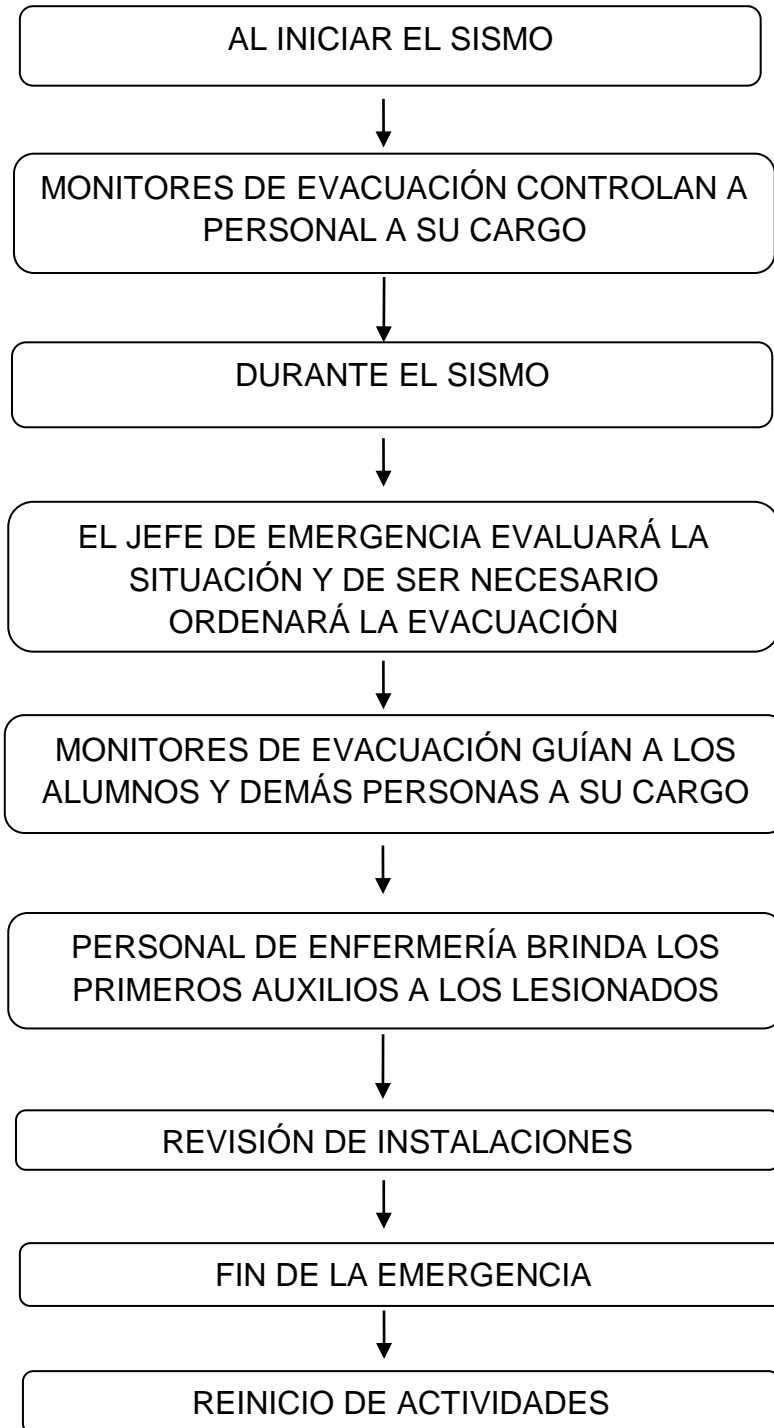 AL INICIAR EL SISMO
MONITORES DE EVACUACIÓN CONTROLAN A
PERSONAL A SU CARGO
DURANTE EL SISMO
EL JEFE DE EMERGENCIA EVALUARÁ LA
SITUACIÓN Y DE SER NECESARIO
ORDENARÁ LA EVACUACIÓN
MONITORES DE EVACUACIÓN GUÍAN A LOS
ALUMNOS Y DEMÁS PERSONAS A SU CARGO
PERSONAL DE ENFERMERÍA BRINDA LOS
PRIMEROS AUXILIOS A LOS LESIONADOS
REVISIÓN DE INSTALACIONES
FIN DE LA EMERGENCIA
REINICIO DE ACTIVIDADES